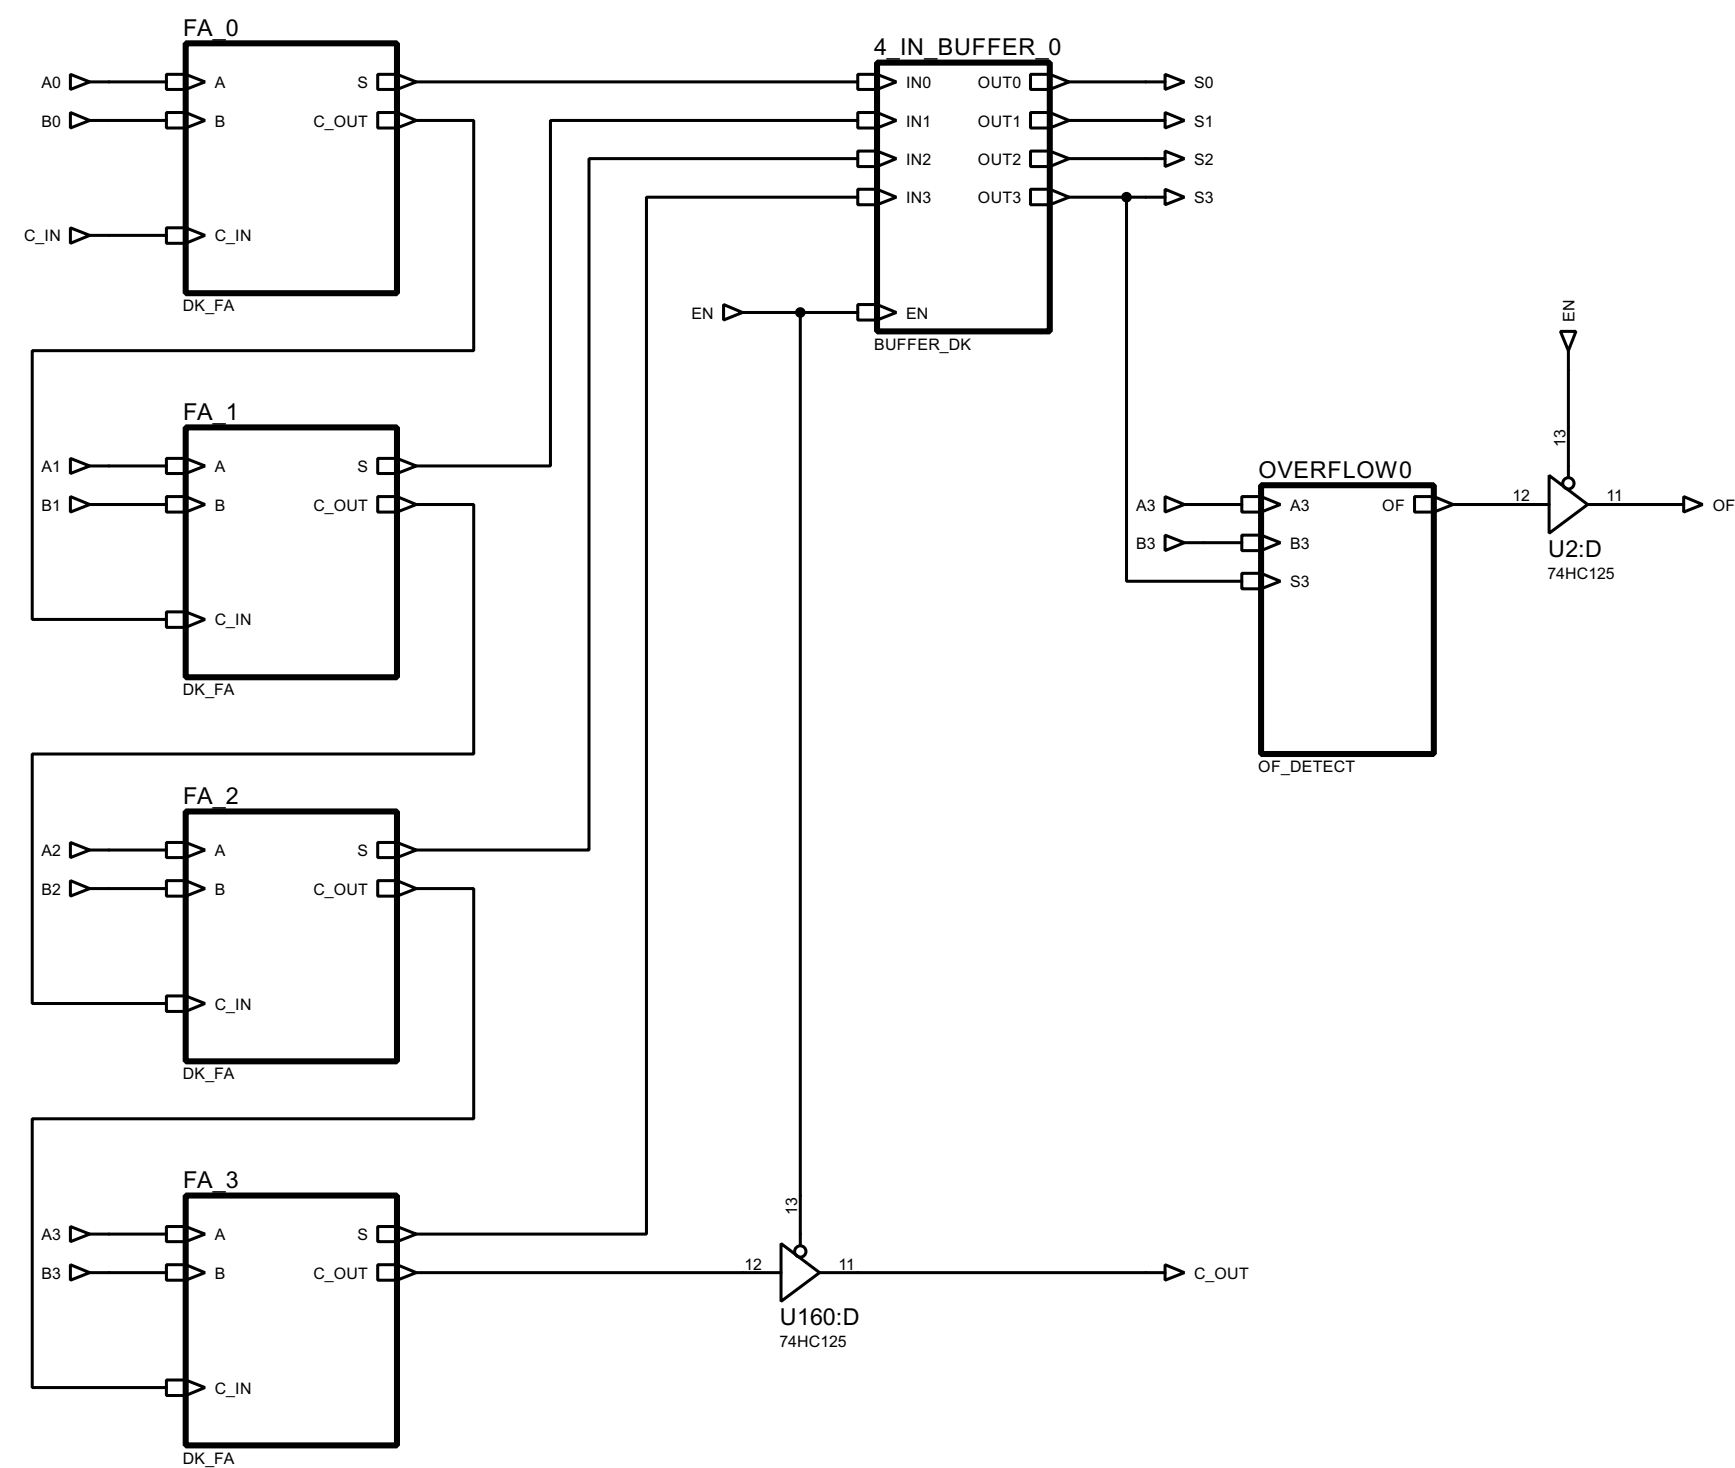 FA_0
A0 A S
B0 B C_OUT
C_IN C_IN
DK_FA
4_IN_BUFFER_0
IN0 OUT0 S0
IN1 OUT1 S1
IN2 OUT2 S2
IN3 OUT3 S3
EN EN
BUFFER_DK
FA_1
A1 A S
B1 B C_OUT
C_IN
DK_FA
EN
13
OVERFLOW0
A3 A3 OF 12 11 OF
B3 B3
S3
U2:D
74HC125
OF_DETECT
FA_2
A2 A S
B2 B C_OUT
C_IN
DK_FA
FA_3
A3 A S
B3 B C_OUT
C_IN
DK_FA
13
12 11 C_OUT
U160:D
74HC125